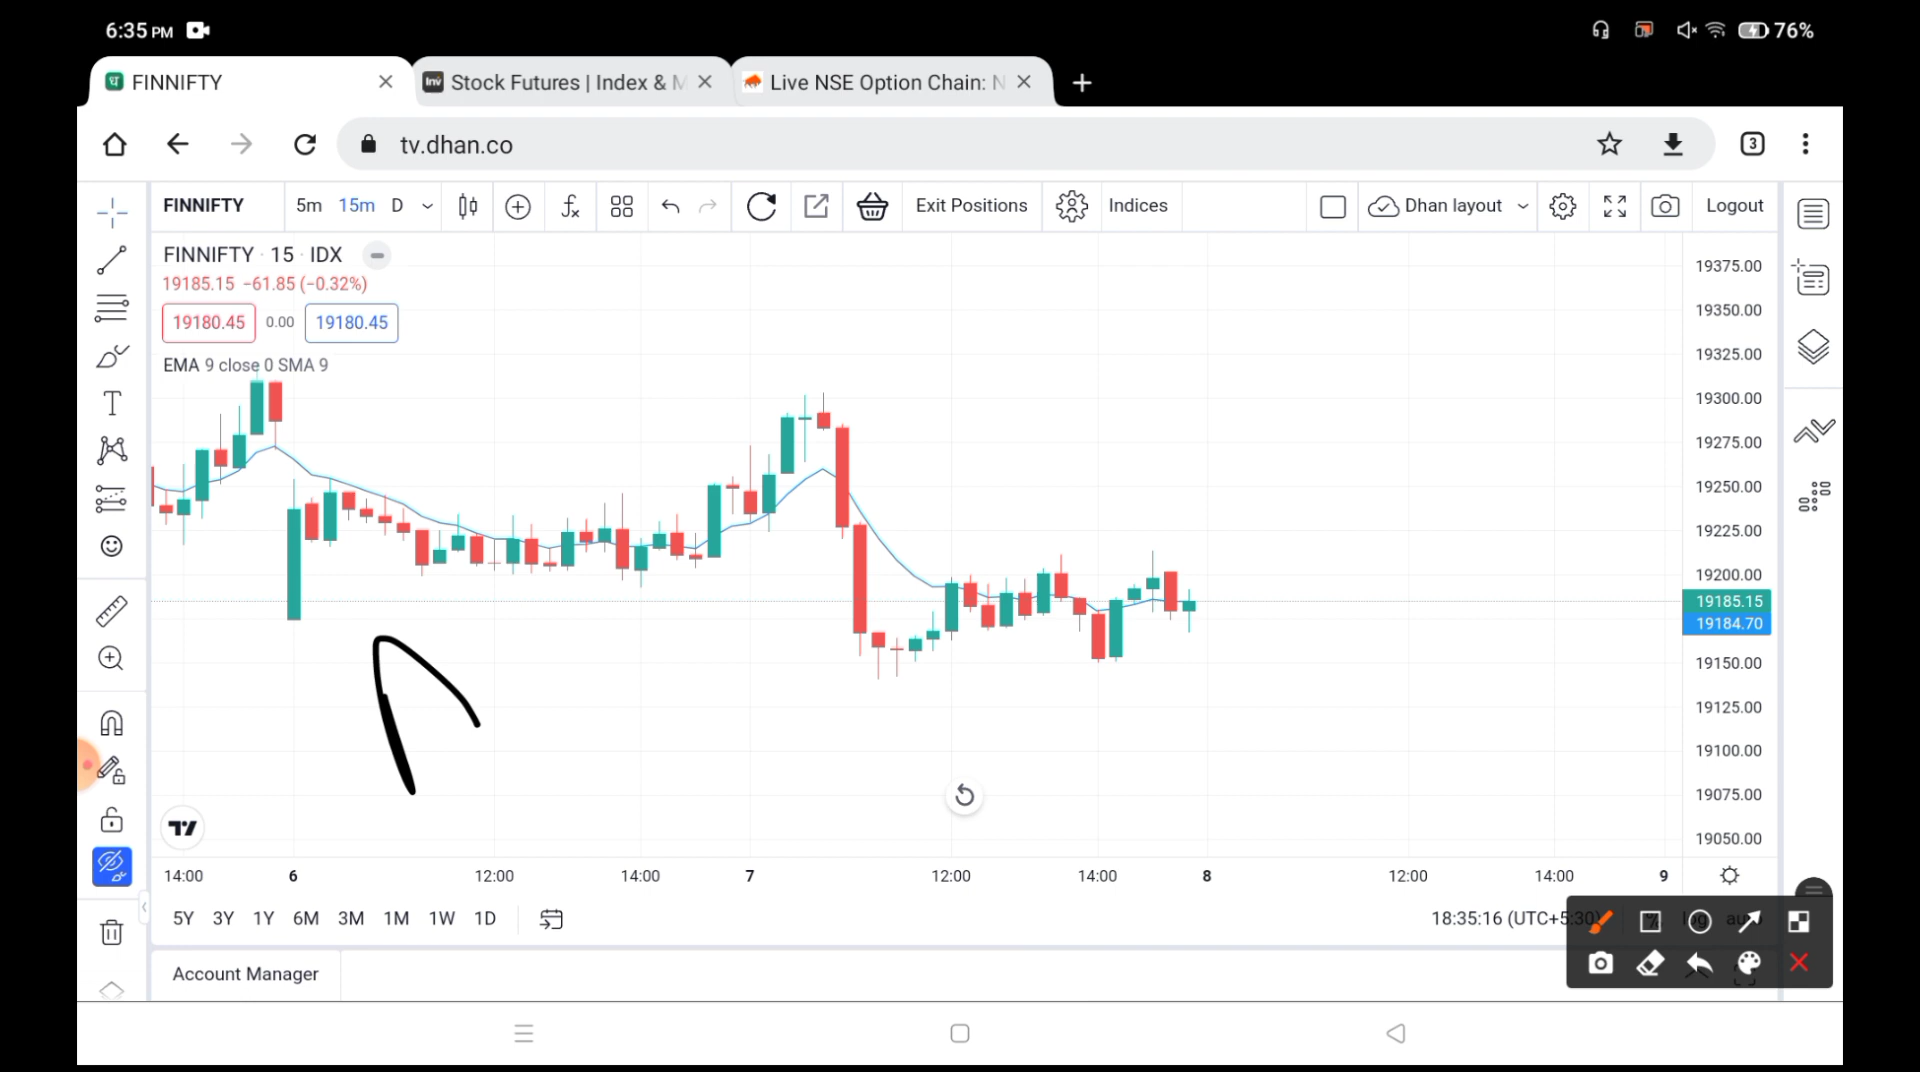 6:35 PM 76%
FINNIFTY Stock Futures | Index & M Live NSE Option Chain: N
tv.dhan.co 3
FINNIFTY 5m 15m D Exit Positions Indices Dhan layout Logout
FINNIFTY · 15 · IDX
19185.15 −61.85 (−0.32%)
19180.45 0.00 19180.45
EMA 9 close 0 SMA 9
19375.00
19350.00
19325.00
19300.00
19275.00
19250.00
19225.00
19200.00
19185.15
19184.70
19150.00
19125.00
19100.00
19075.00
19050.00
14:00 6 12:00 14:00 7 12:00 14:00 8 12:00 14:00 9
5Y 3Y 1Y 6M 3M 1M 1W 1D 18:35:16 (UTC+5:30) % log auto
Account Manager